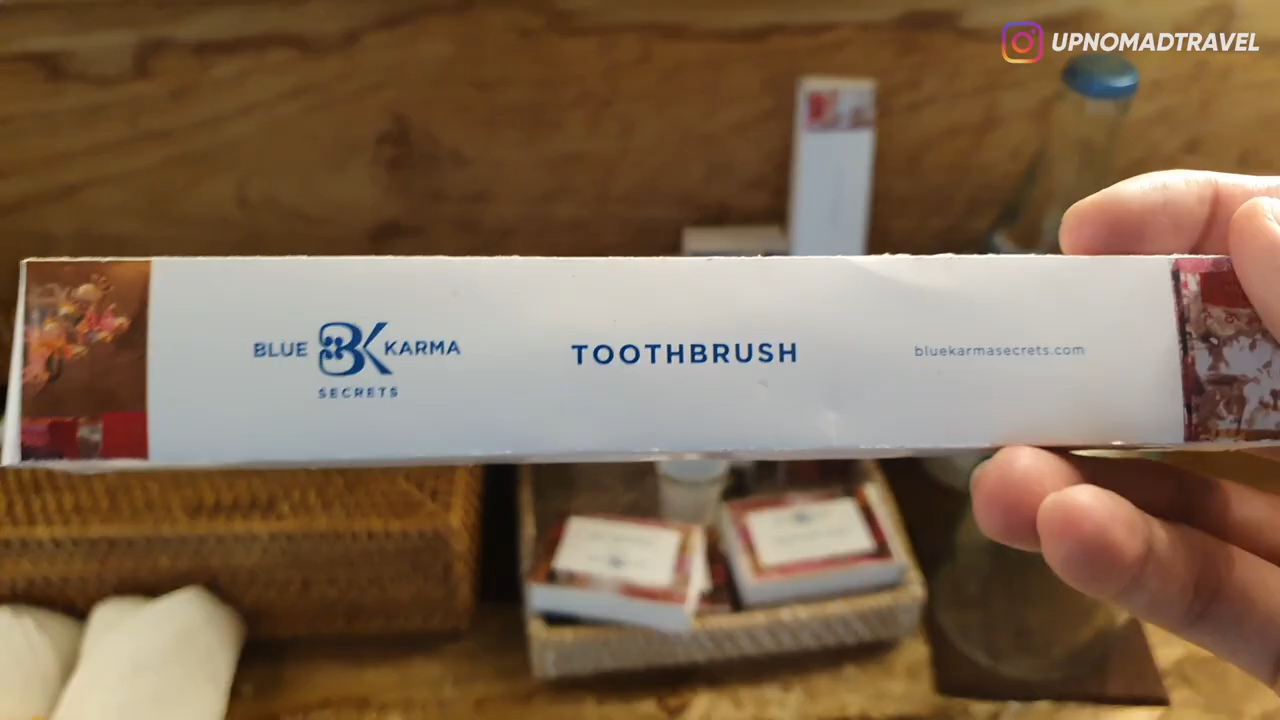 UPNOMADTRAVEL
BLUE BK KARMA
SECRETS
TOOTHBRUSH
bluekarmasecrets.com